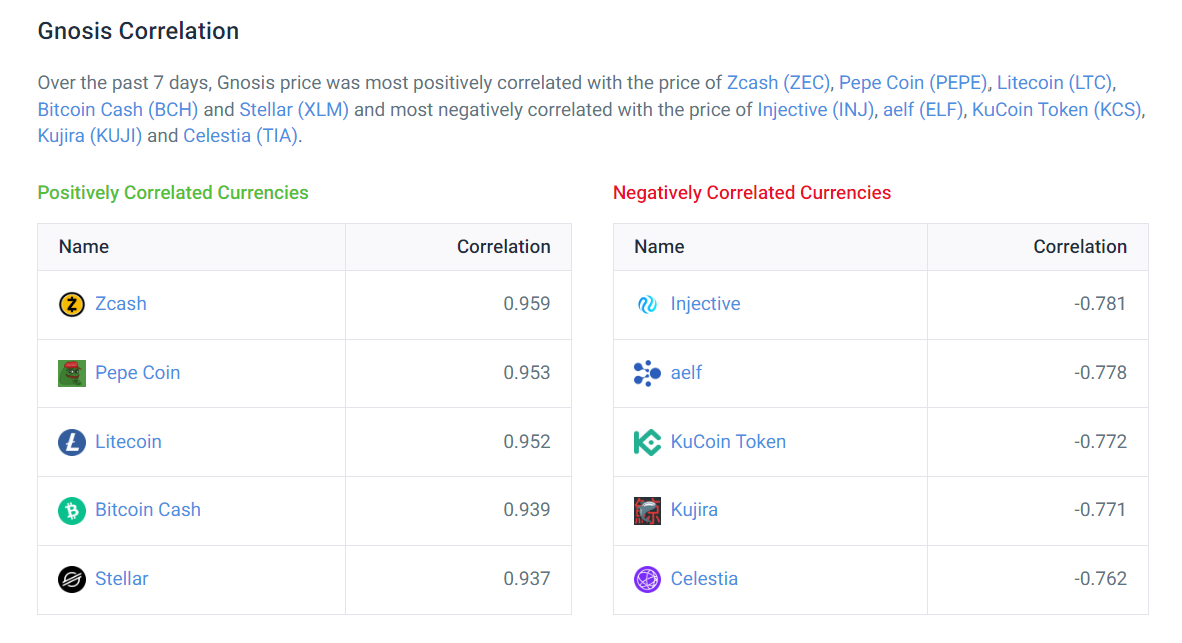 Gnosis Correlation
Over the past 7 days, Gnosis price was most positively correlated with the price of Zcash (ZEC), Pepe Coin (PEPE), Litecoin (LTC),
Bitcoin Cash (BCH) and Stellar (XLM) and most negatively correlated with the price of Injective (INJ), aelf (ELF), KuCoin Token (KCS),
Kujira (KUJI) and Celestia (TIA).
Positively Correlated Currencies
Name Correlation
Zcash 0.959
Pepe Coin 0.953
Litecoin 0.952
Bitcoin Cash 0.939
Stellar 0.937
Negatively Correlated Currencies
Name Correlation
Injective -0.781
aelf -0.778
KuCoin Token -0.772
Kujira -0.771
Celestia -0.762